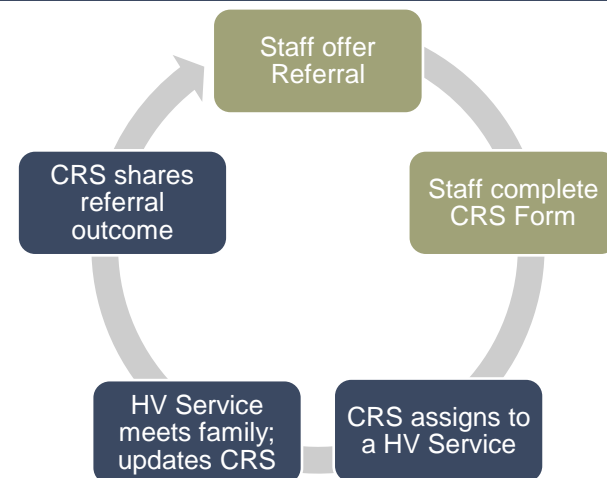 Staff offer
Referral
Staff complete
CRS Form
CRS assigns to
a HV Service
HV Service
meets family;
updates CRS
CRS shares
referral
outcome